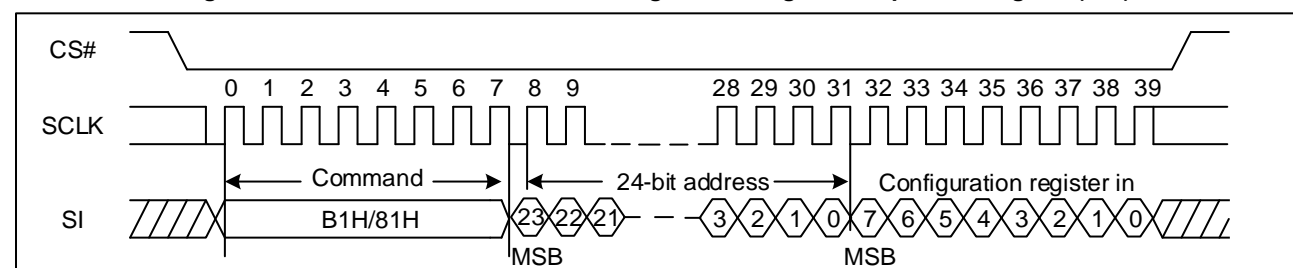 CS#
0 1 2 3 4 5 6 7 8 9 28 29 30 31 32 33 34 35 36 37 38 39
SCLK
Command 24-bit address Configuration register in
SI B1H/81H 23 22 21 3 2 1 0 7 6 5 4 3 2 1 0
MSB MSB